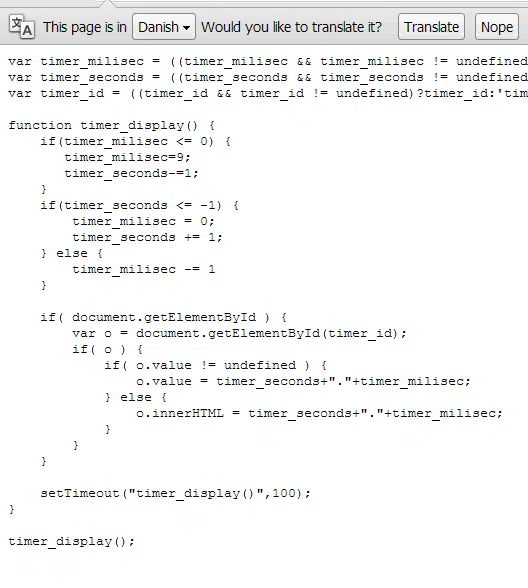 This page is in Danish Would you like to translate it? Translate Nope
var timer_milisec = ((timer_milisec && timer_milisec != undefined
var timer_seconds = ((timer_seconds && timer_seconds != undefined
var timer_id = ((timer_id && timer_id != undefined)?timer_id:'tim
function timer_display() {
    if(timer_milisec <= 0) {
       timer_milisec=9;
       timer_seconds-=1;
    }
    if(timer_seconds <= -1) {
        timer_milisec = 0;
        timer_seconds += 1;
    } else {
        timer_milisec -= 1
    }
    if( document.getElementById ) {
        var o = document.getElementById(timer_id);
        if( o ) {
            if( o.value != undefined ) {
                o.value = timer_seconds+"."+timer_milisec;
            } else {
                o.innerHTML = timer_seconds+"."+timer_milisec;
            }
        }
    }
    setTimeout("timer_display()",100);
}
timer_display();